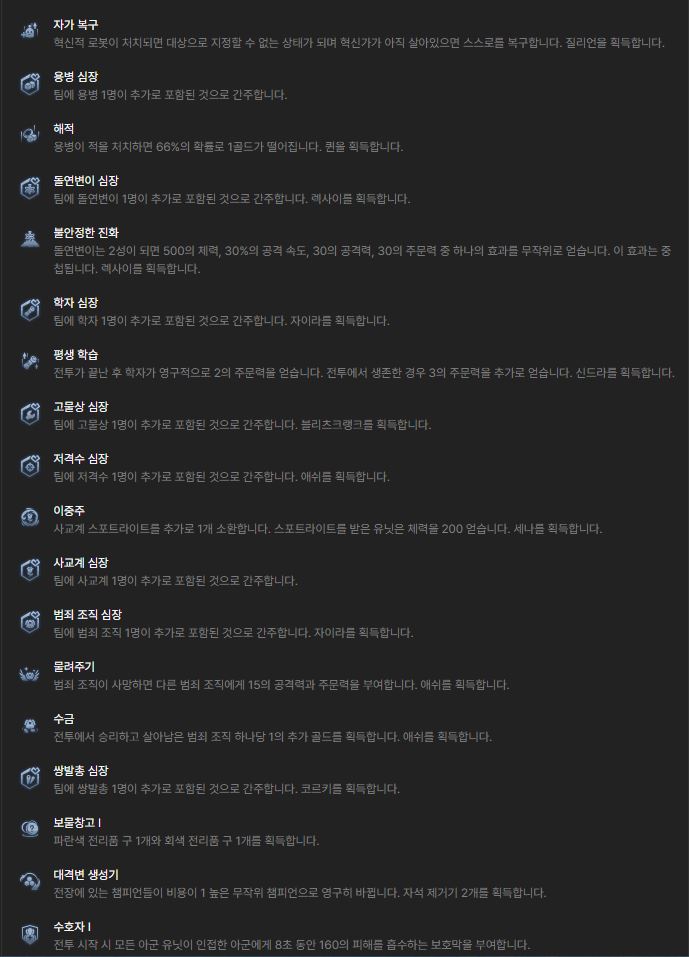 자가 복구
혁신적 로봇이 처치되면 대상으로 지정할 수 없는 상태가 되며 혁신가가 아직 살아있으면 스스로를 복구합니다. 질리언을 획득합니다.
용병 심장
팀에 용병 1명이 추가로 포함된 것으로 간주합니다.
해적
용병이 적을 처치하면 66%의 확률로 1골드가 떨어집니다. 퀸을 획득합니다.
돌연변이 심장
팀에 돌연변이 1명이 추가로 포함된 것으로 간주합니다. 렉사이를 획득합니다.
불안정한 진화
돌연변이는 2성이 되면 500의 체력, 30%의 공격 속도, 30의 공격력, 30의 주문력 중 하나의 효과를 무작위로 얻습니다. 이 효과는 중
첩됩니다. 렉사이를 획득합니다.
학자 심장
팀에 학자 1명이 추가로 포함된 것으로 간주합니다. 자이라를 획득합니다.
평생 학습
전투가 끝난 후 학자가 영구적으로 2의 주문력을 얻습니다. 전투에서 생존한 경우 3의 주문력을 추가로 얻습니다. 신드라를 획득합니다.
고물상 심장
팀에 고물상 1명이 추가로 포함된 것으로 간주합니다. 블리츠크랭크를 획득합니다.
저격수 심장
팀에 저격수 1명이 추가로 포함된 것으로 간주합니다. 애쉬를 획득합니다.
이중주
사교계 스포트라이트를 추가로 1개 소환합니다. 스포트라이트를 받은 유닛은 체력을 200 얻습니다. 세나를 획득합니다.
사교계 심장
팀에 사교계 1명이 추가로 포함된 것으로 간주합니다.
범죄 조직 심장
팀에 범죄 조직 1명이 추가로 포함된 것으로 간주합니다. 자이라를 획득합니다.
물려주기
범죄 조직이 사망하면 다른 범죄 조직에게 15의 공격력과 주문력을 부여합니다. 애쉬를 획득합니다.
수금
전투에서 승리하고 살아남은 범죄 조직 하나당 1의 추가 골드를 획득합니다. 애쉬를 획득합니다.
쌍발총 심장
팀에 쌍발총 1명이 추가로 포함된 것으로 간주합니다. 코르키를 획득합니다.
보물창고 I
파란색 전리품 구 1개와 회색 전리품 구 1개를 획득합니다.
대격변 생성기
전장에 있는 챔피언들이 비용이 1 높은 무작위 챔피언으로 영구히 바뀝니다. 자석 제거기 2개를 획득합니다.
수호자 I
전투 시작 시 모든 아군 유닛이 인접한 아군에게 8초 동안 160의 피해를 흡수하는 보호막을 부여합니다.